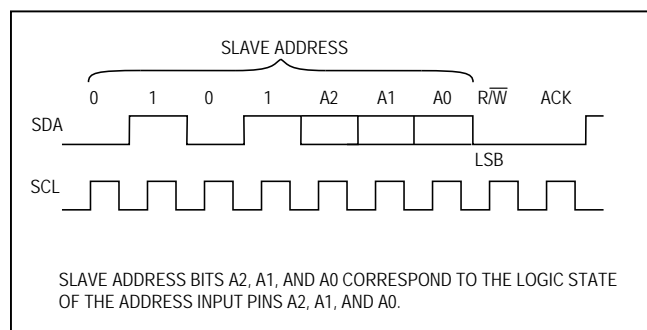 SLAVE ADDRESS
0 1 0 1 A2 A1 A0 R/W̅ ACK
SDA
LSB
SCL
SLAVE ADDRESS BITS A2, A1, AND A0 CORRESPOND TO THE LOGIC STATE
OF THE ADDRESS INPUT PINS A2, A1, AND A0.